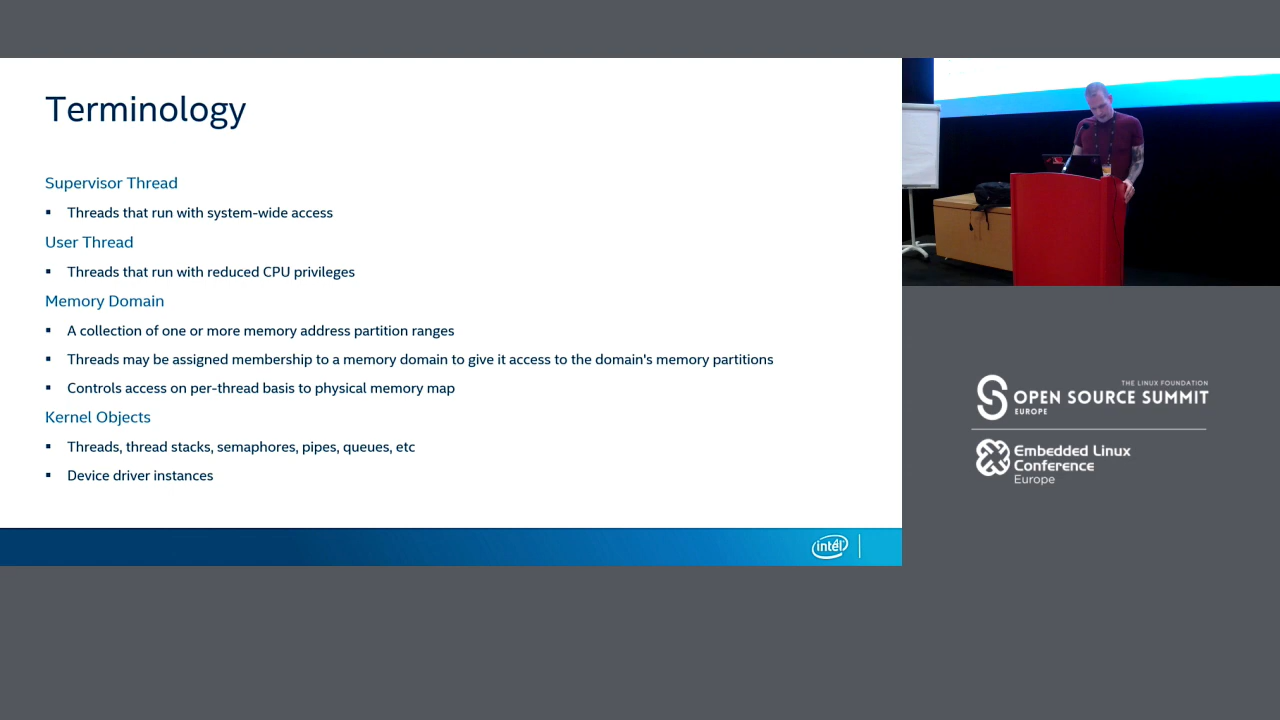 Terminology
Supervisor Thread
▪ Threads that run with system-wide access
User Thread
▪ Threads that run with reduced CPU privileges
Memory Domain
▪ A collection of one or more memory address partition ranges
▪ Threads may be assigned membership to a memory domain to give it access to the domain's memory partitions
▪ Controls access on per-thread basis to physical memory map
Kernel Objects
▪ Threads, thread stacks, semaphores, pipes, queues, etc
▪ Device driver instances
intel
THE LINUX FOUNDATION
OPEN SOURCE SUMMIT
EUROPE
Embedded Linux
Conference
Europe